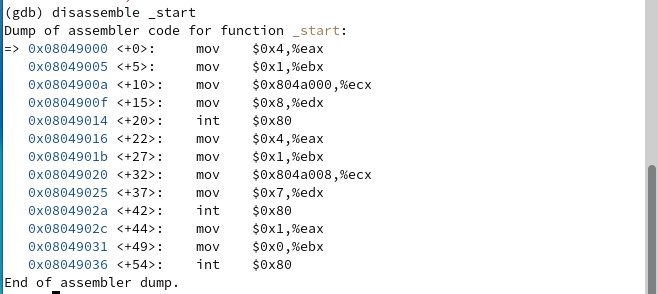 (gdb) disassemble _start
Dump of assembler code for function _start:
=> 0x08049000 <+0>:     mov    $0x4,%eax
   0x08049005 <+5>:     mov    $0x1,%ebx
   0x0804900a <+10>:    mov    $0x804a000,%ecx
   0x0804900f <+15>:    mov    $0x8,%edx
   0x08049014 <+20>:    int    $0x80
   0x08049016 <+22>:    mov    $0x4,%eax
   0x0804901b <+27>:    mov    $0x1,%ebx
   0x08049020 <+32>:    mov    $0x804a008,%ecx
   0x08049025 <+37>:    mov    $0x7,%edx
   0x0804902a <+42>:    int    $0x80
   0x0804902c <+44>:    mov    $0x1,%eax
   0x08049031 <+49>:    mov    $0x0,%ebx
   0x08049036 <+54>:    int    $0x80
End of assembler dump.